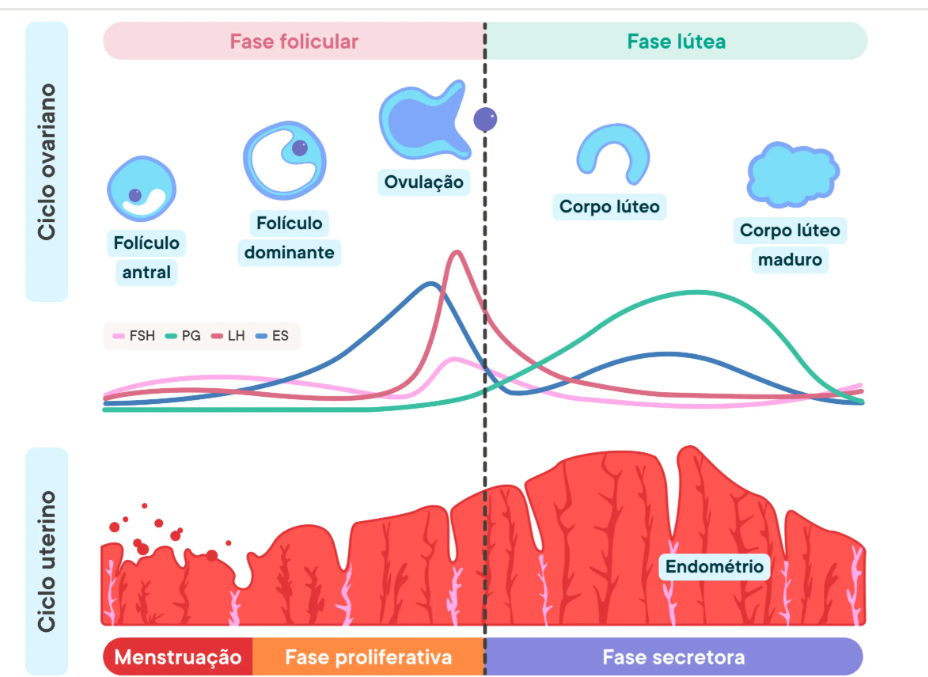 Fase folicular
Fase lútea
Ciclo ovariano
Folículo
antral
Folículo
dominante
Ovulação
Corpo lúteo
Corpo lúteo
maduro
FSH PG LH ES
Ciclo uterino
Endométrio
Menstruação
Fase proliferativa
Fase secretora